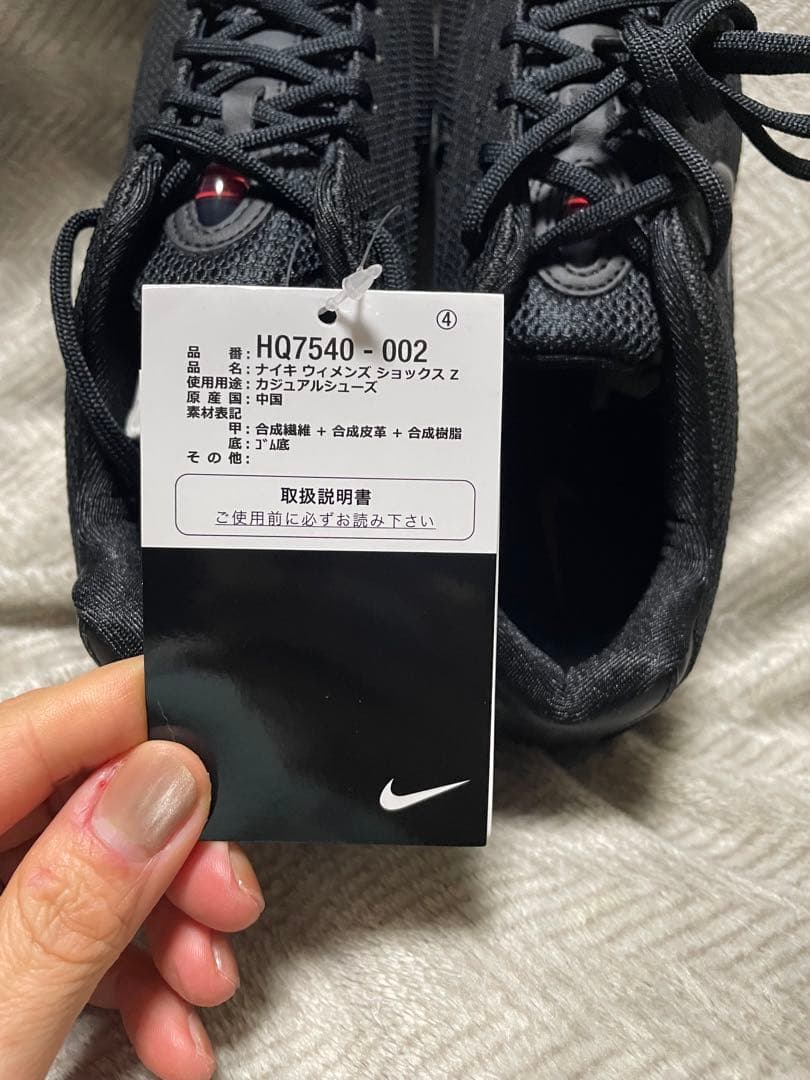 ④
品 番：HQ7540 - 002
品 名：ナイキ ウィメンズ ショックス Z
使用用途：カジュアルシューズ
原 産 国：中国
素材表記
甲：合成繊維 + 合成皮革 + 合成樹脂
底：ｺﾞﾑ底
そ の 他：
取扱説明書
ご使用前に必ずお読み下さい